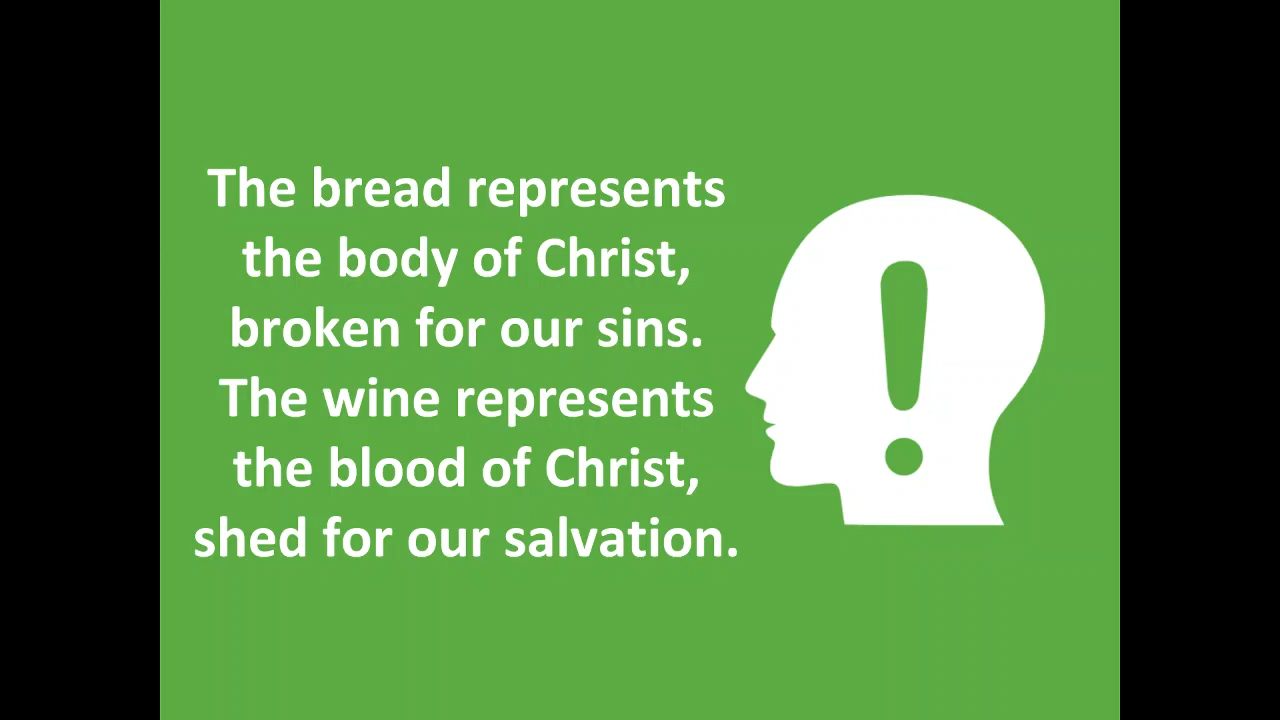 The bread represents
the body of Christ,
broken for our sins.
The wine represents
the blood of Christ,
shed for our salvation.